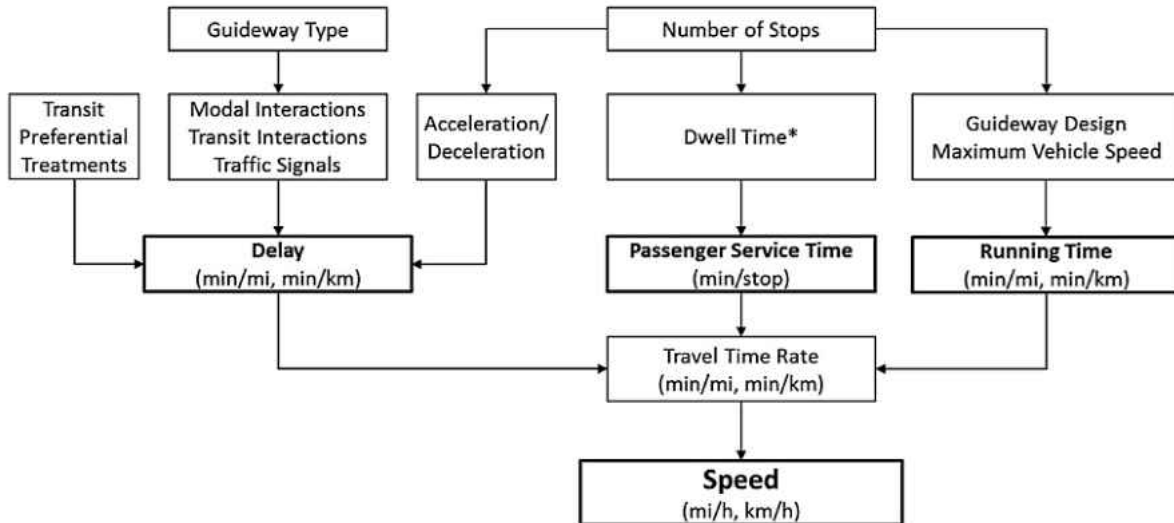 Guideway Type
Number of Stops
Transit
Preferential
Treatments
Modal Interactions
Transit Interactions
Traffic Signals
Acceleration/
Deceleration
Dwell Time*
Guideway Design
Maximum Vehicle Speed
Delay
(min/mi, min/km)
Passenger Service Time
(min/stop)
Running Time
(min/mi, min/km)
Travel Time Rate
(min/mi, min/km)
Speed
(mi/h, km/h)